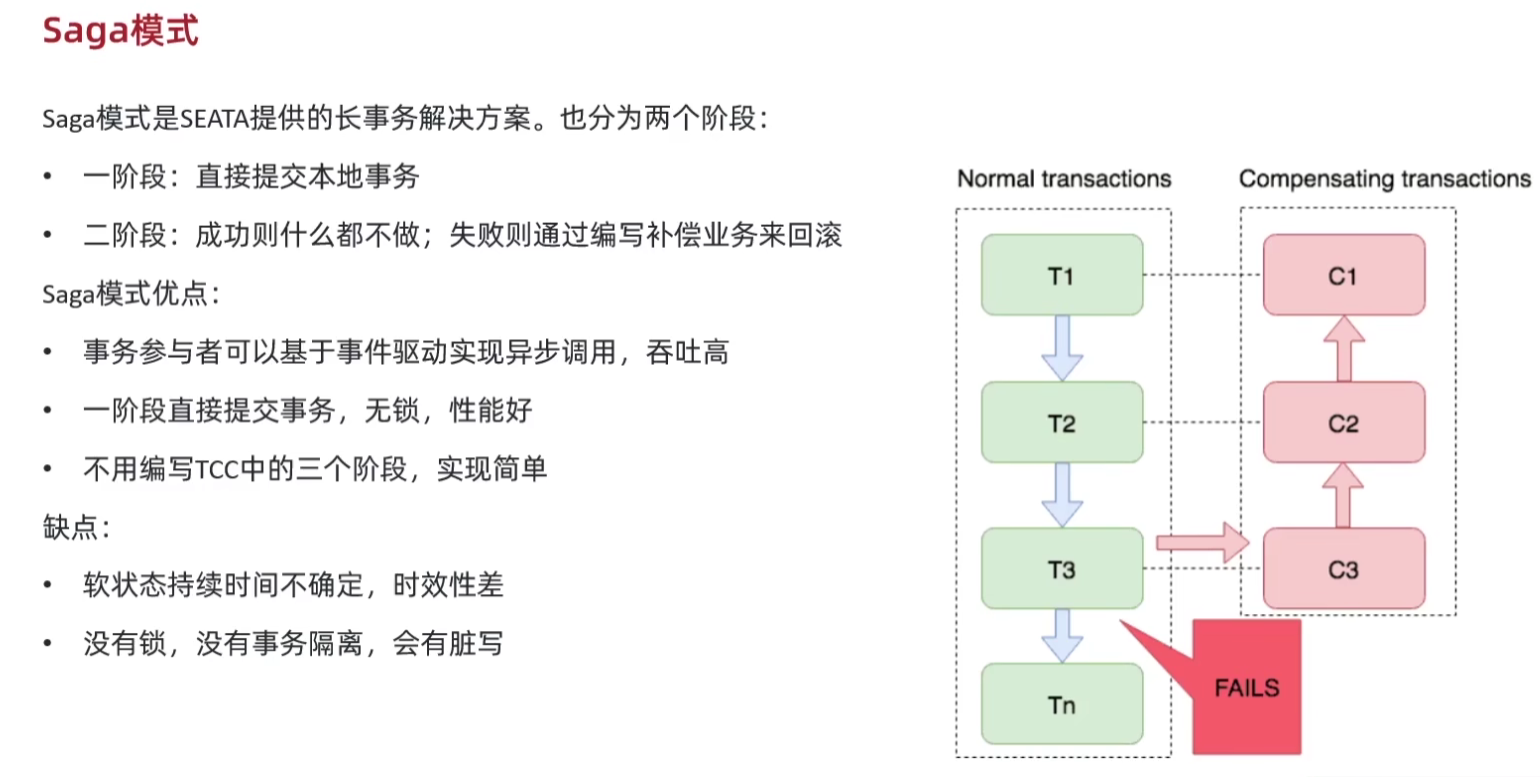 Saga模式
Saga模式是SEATA提供的长事务解决方案。也分为两个阶段：
• 一阶段：直接提交本地事务
• 二阶段：成功则什么都不做；失败则通过编写补偿业务来回滚
Saga模式优点：
• 事务参与者可以基于事件驱动实现异步调用，吞吐高
• 一阶段直接提交事务，无锁，性能好
• 不用编写TCC中的三个阶段，实现简单
缺点：
• 软状态持续时间不确定，时效性差
• 没有锁，没有事务隔离，会有脏写
Normal transactions
T1
T2
T3
Tn
Compensating transactions
C1
C2
C3
FAILS